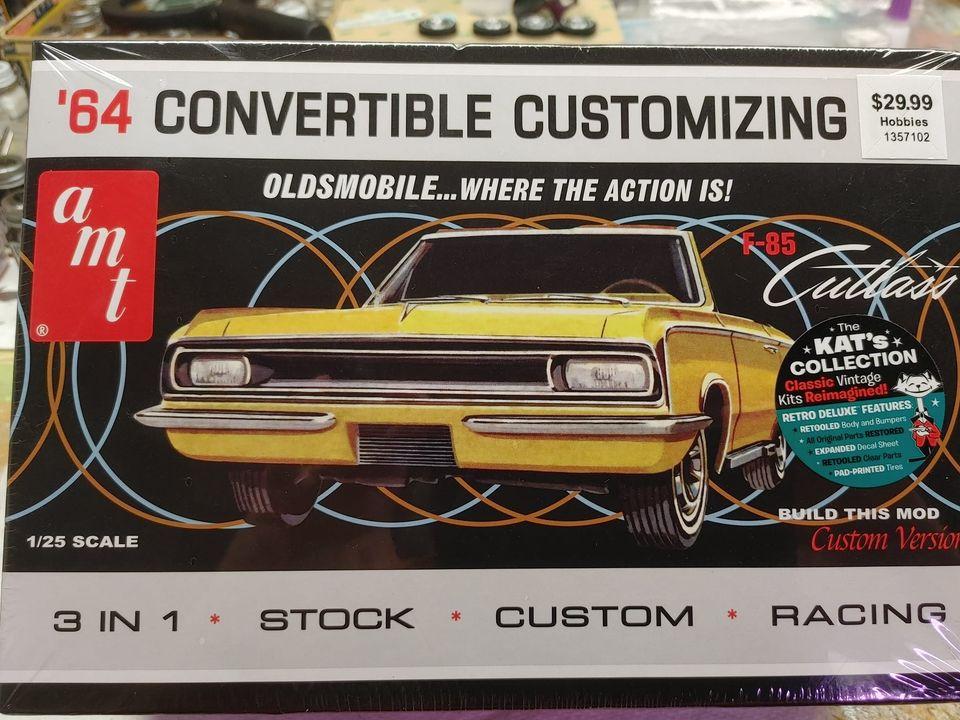 '64 CONVERTIBLE CUSTOMIZING
$29.99
Hobbies
1357102
amt
®
OLDSMOBILE...WHERE THE ACTION IS!
F-85
Cutlass
The
KAT's
COLLECTION
Classic Vintage
Kits Reimagined!
RETRO DELUXE FEATURES
★ RETOOLED Body and Bumpers
★ All Original Parts RESTORED
★ EXPANDED Decal Sheet
★ RETOOLED Clear Parts
★ PAD-PRINTED Tires
1/25 SCALE
BUILD THIS MOD
Custom Version
3 IN 1 * STOCK * CUSTOM * RACING